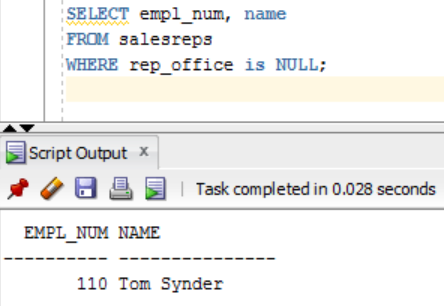 SELECT empl_num, name
FROM salesreps
WHERE rep_office is NULL;
Script Output x
Task completed in 0.028 seconds
EMPL_NUM NAME
---------- ---------------
110 Tom Synder